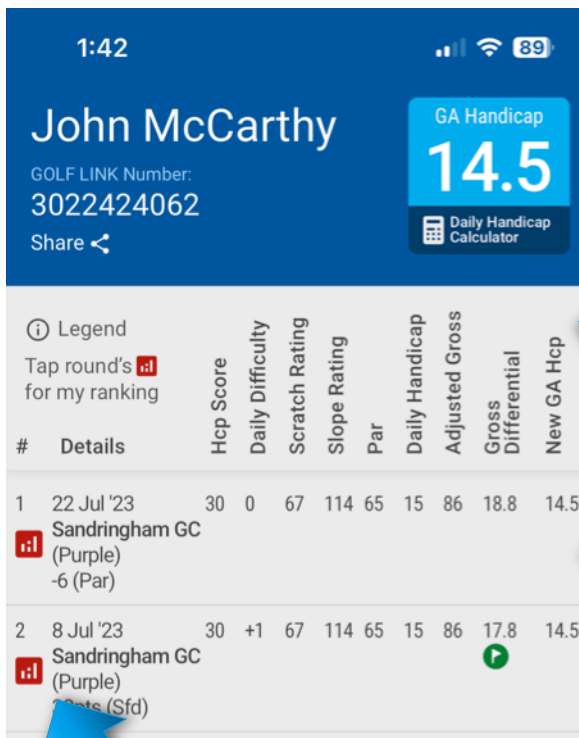 1:42
89
John McCarthy
GA Handicap
14.5
GOLF LINK Number:
3022424062
Share
Daily Handicap
Calculator
Legend
Tap round's
for my ranking
# Details Hcp Score Daily Difficulty Scratch Rating Slope Rating Par Daily Handicap Adjusted Gross Gross Differential New GA Hcp
1 22 Jul '23 30 0 67 114 65 15 86 18.8 14.5
Sandringham GC
(Purple)
-6 (Par)
2 8 Jul '23 30 +1 67 114 65 15 86 17.8 14.5
Sandringham GC
(Purple)
(Sfd)